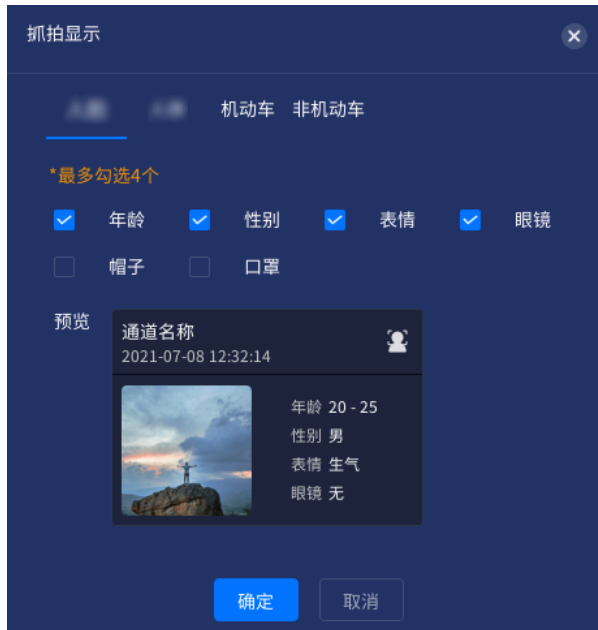 抓拍显示
机动车 非机动车
*最多勾选4个
年龄 性别 表情 眼镜
帽子 口罩
预览
通道名称
2021-07-08 12:32:14
年龄 20 - 25
性别 男
表情 生气
眼镜 无
确定 取消